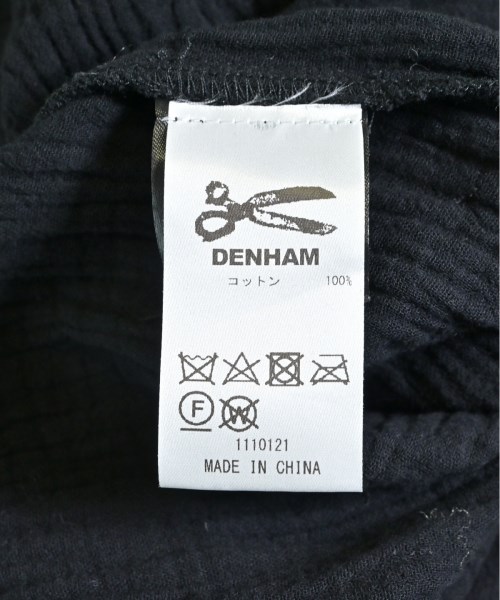 DENHAM
コットン 100%
F W
1110121
MADE IN CHINA